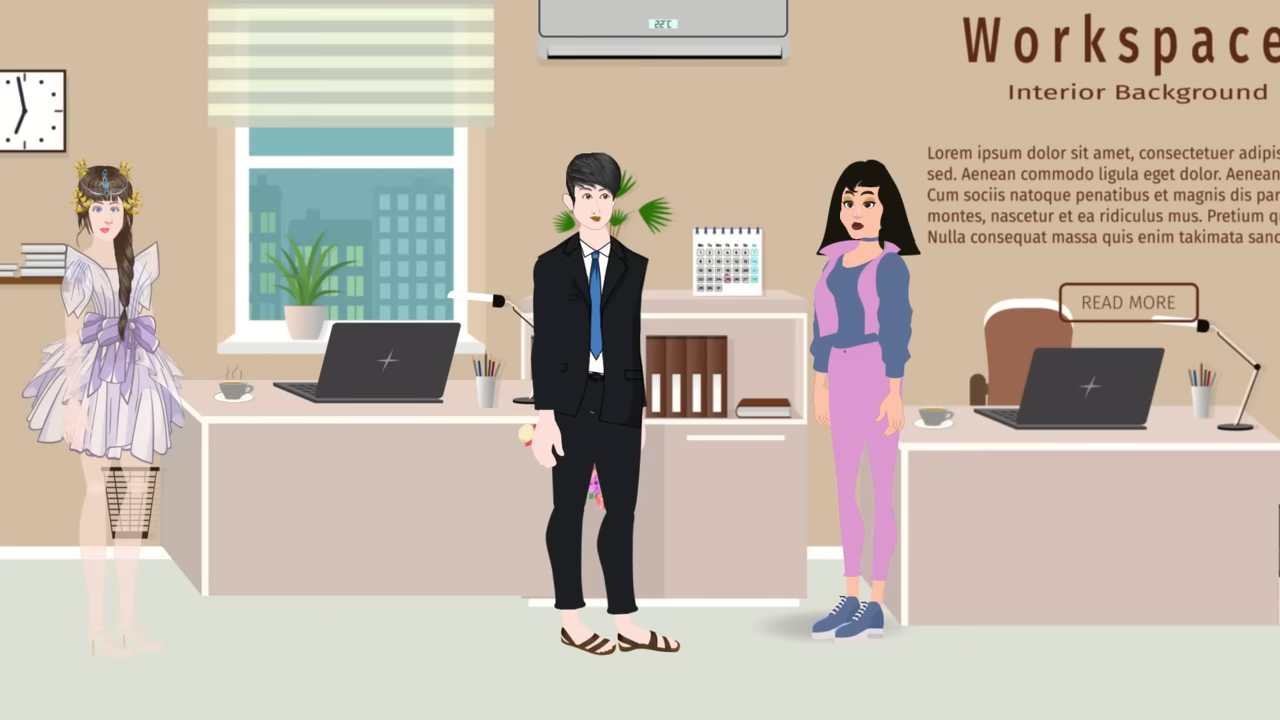 22℃
Workspace
Interior Background
Lorem ipsum dolor sit amet, consectetuer adipis
sed. Aenean commodo ligula eget dolor. Aenean
Cum sociis natoque penatibus et magnis dis par
montes, nascetur et ea ridiculus mus. Pretium q
Nulla consequat massa quis enim takimata sanc
READ MORE